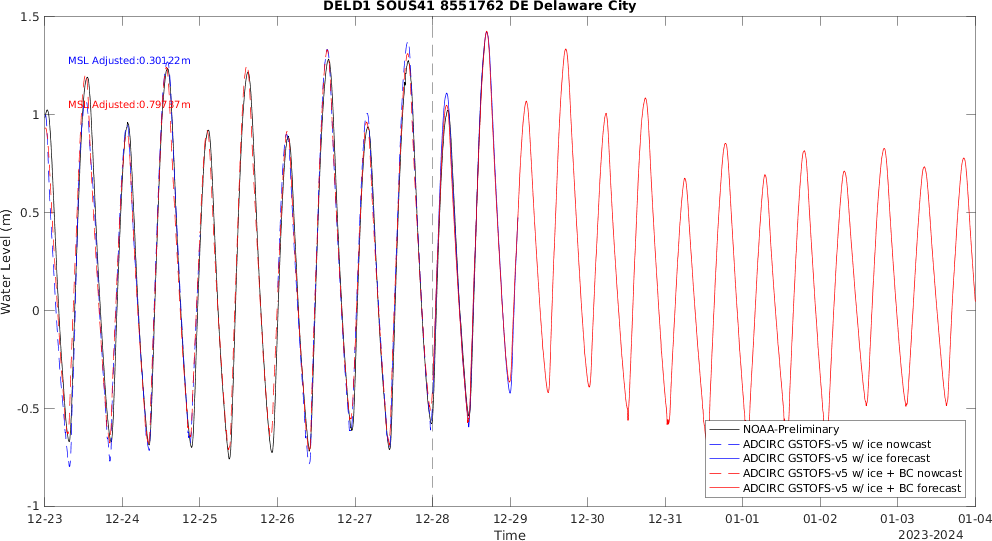 DELD1 SOUS41 8551762 DE Delaware City
1.5
MSL Adjusted:0.30122m
MSL Adjusted:0.79737m
1
0.5
Water Level (m)
0
-0.5
NOAA-Preliminary
ADCIRC GSTOFS-v5 w/ ice nowcast
ADCIRC GSTOFS-v5 w/ ice forecast
ADCIRC GSTOFS-v5 w/ ice + BC nowcast
ADCIRC GSTOFS-v5 w/ ice + BC forecast
-1
12-23 12-24 12-25 12-26 12-27 12-28 12-29 12-30 12-31 01-01 01-02 01-03 01-04
Time
2023-2024